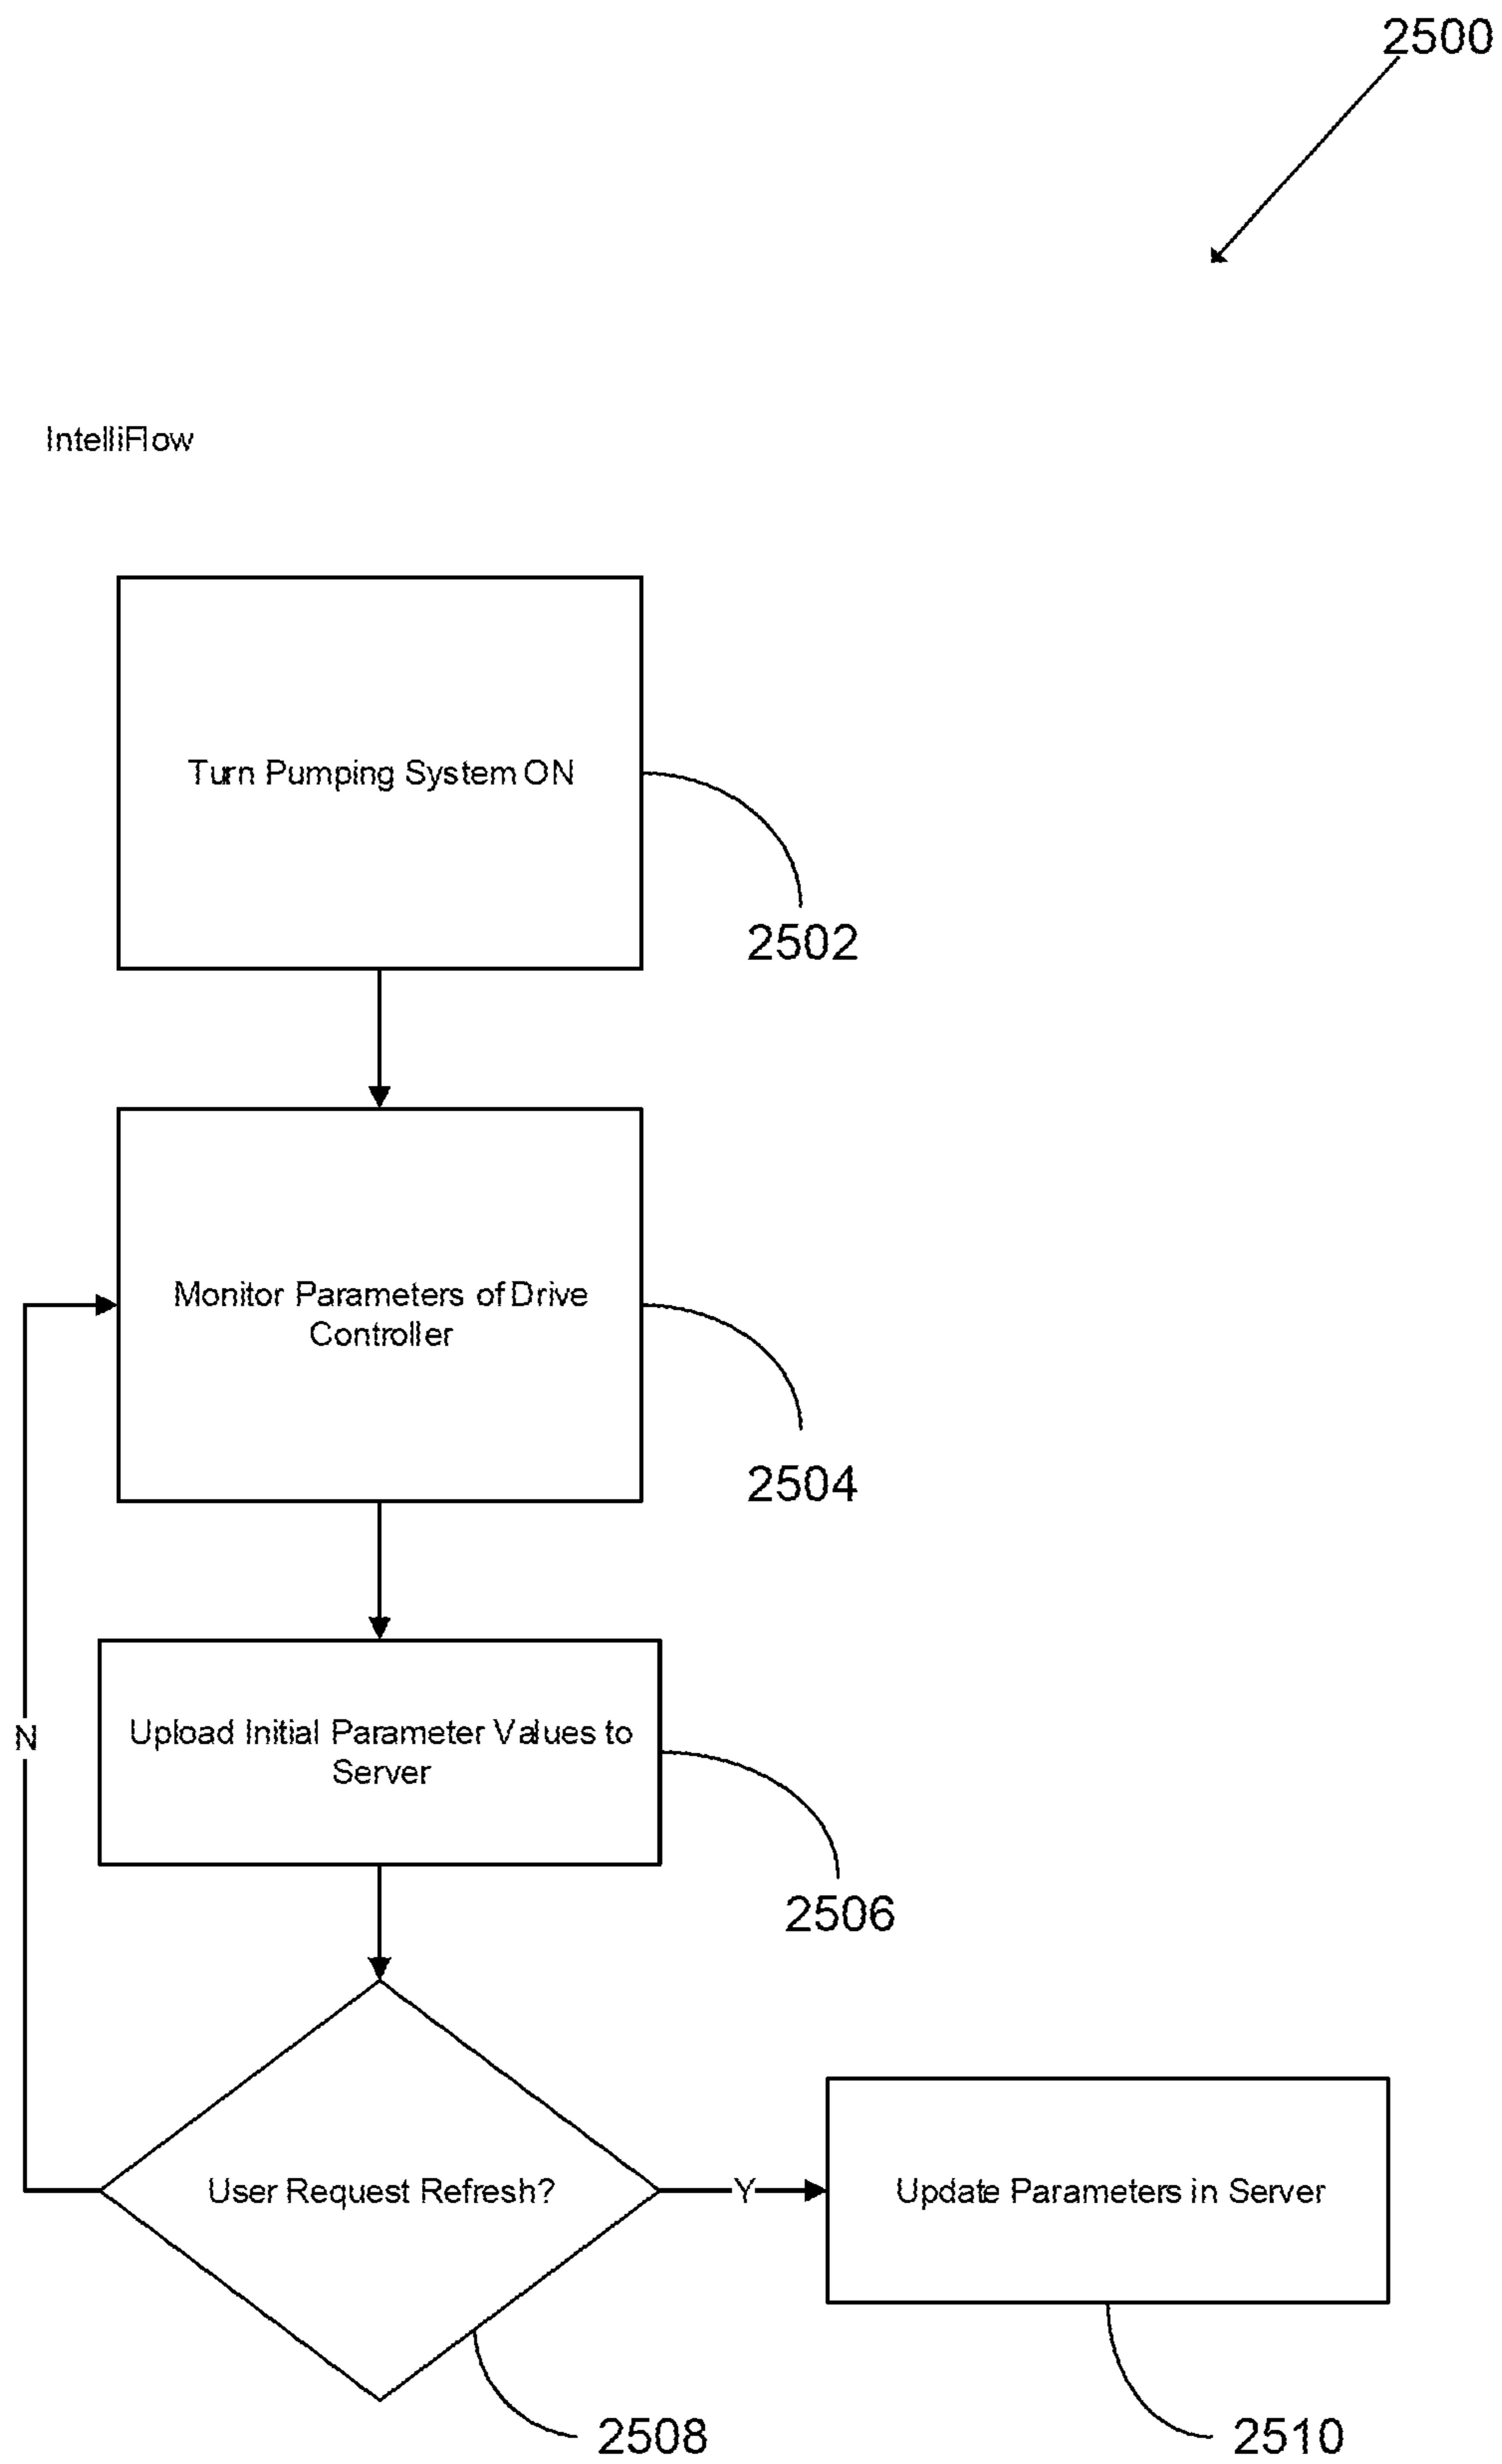 2500
IntelliFlow
Turn Pumping System ON
2502
Monitor Parameters of Drive
Controller
2504
N
Upload Initial Parameter Values to
Server
2506
User Request Refresh?
Y
Update Parameters in Server
2508
2510